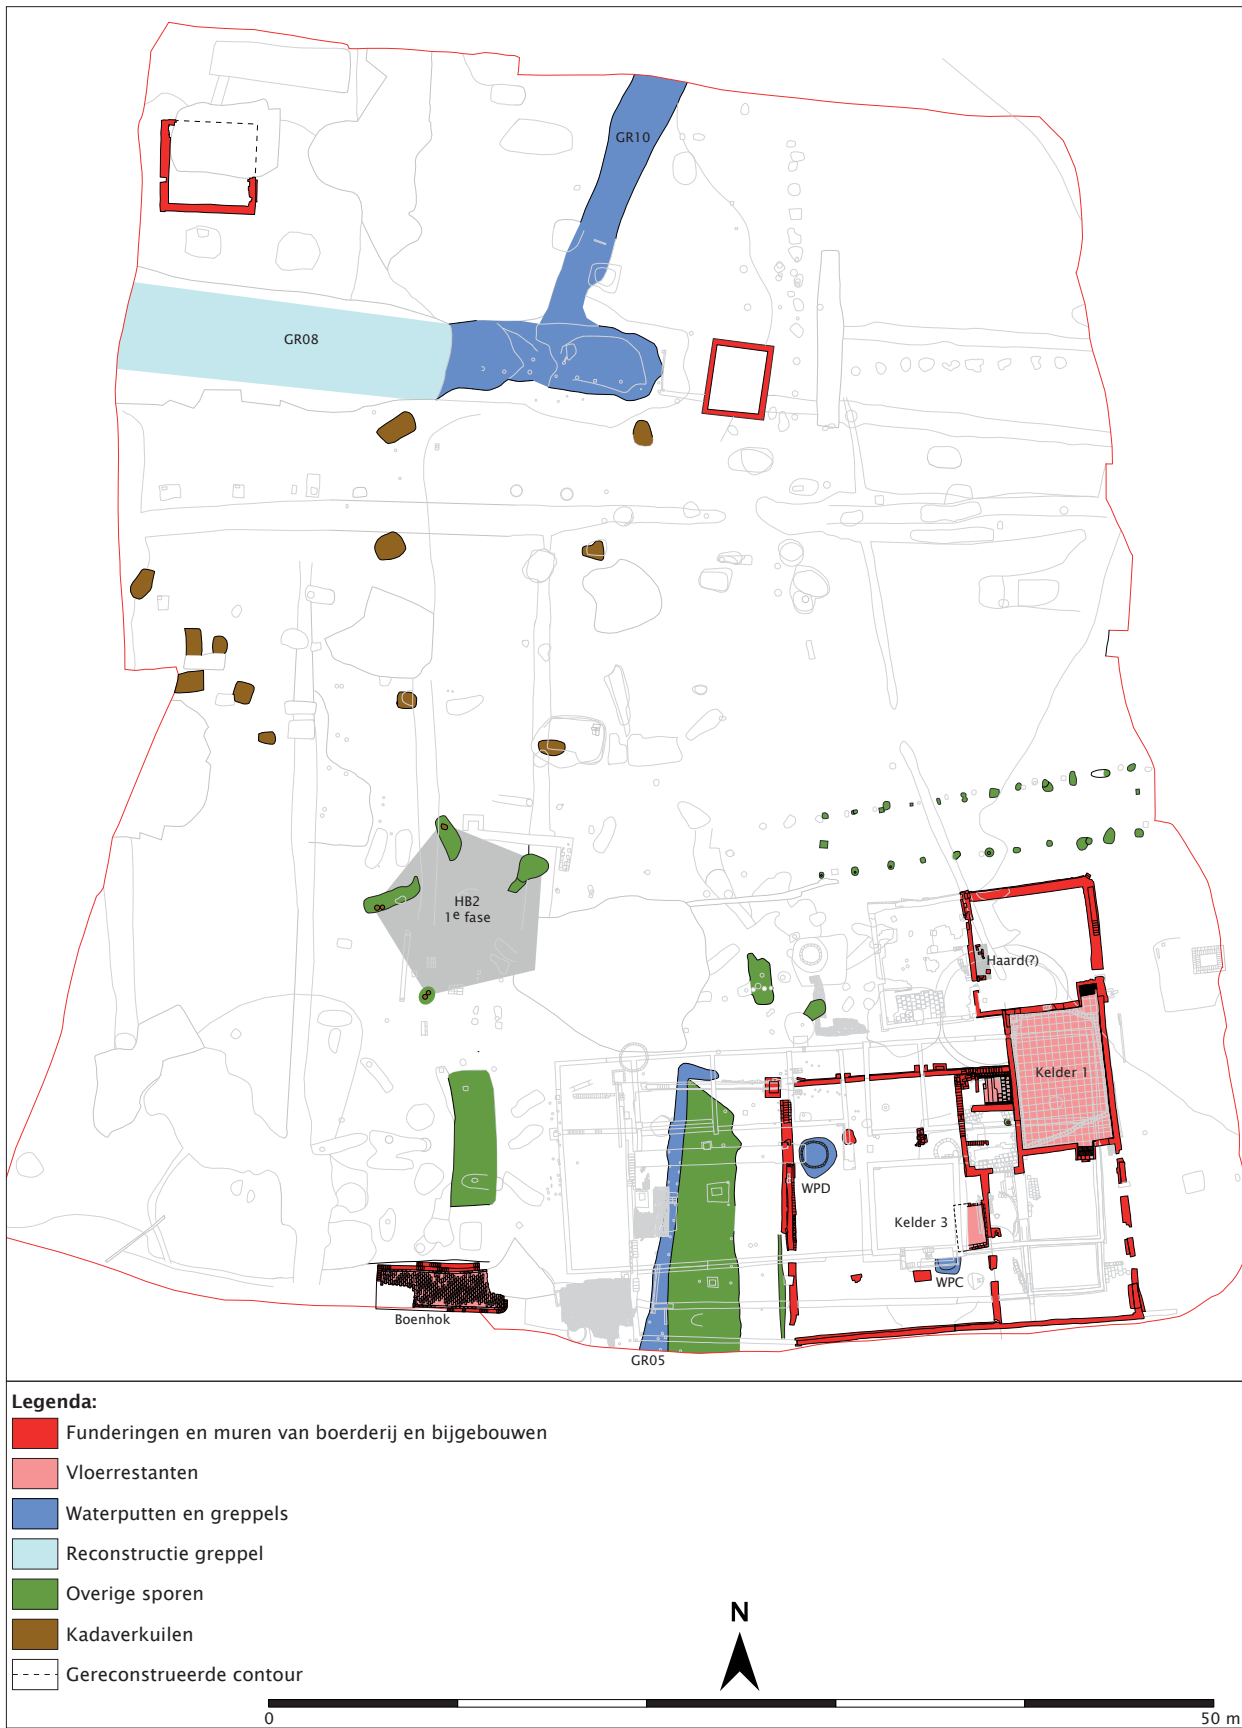 GR10
GR08
HB2
1e fase
Haard(?)
Kelder 1
WPD
Kelder 3
WPC
Boenhok
GR05
Legenda:
Funderingen en muren van boerderij en bijgebouwen
Vloerrestanten
Waterputten en greppels
Reconstructie greppel
Overige sporen
Kadaverkuilen
Gereconstrueerde contour
N
0
50 m